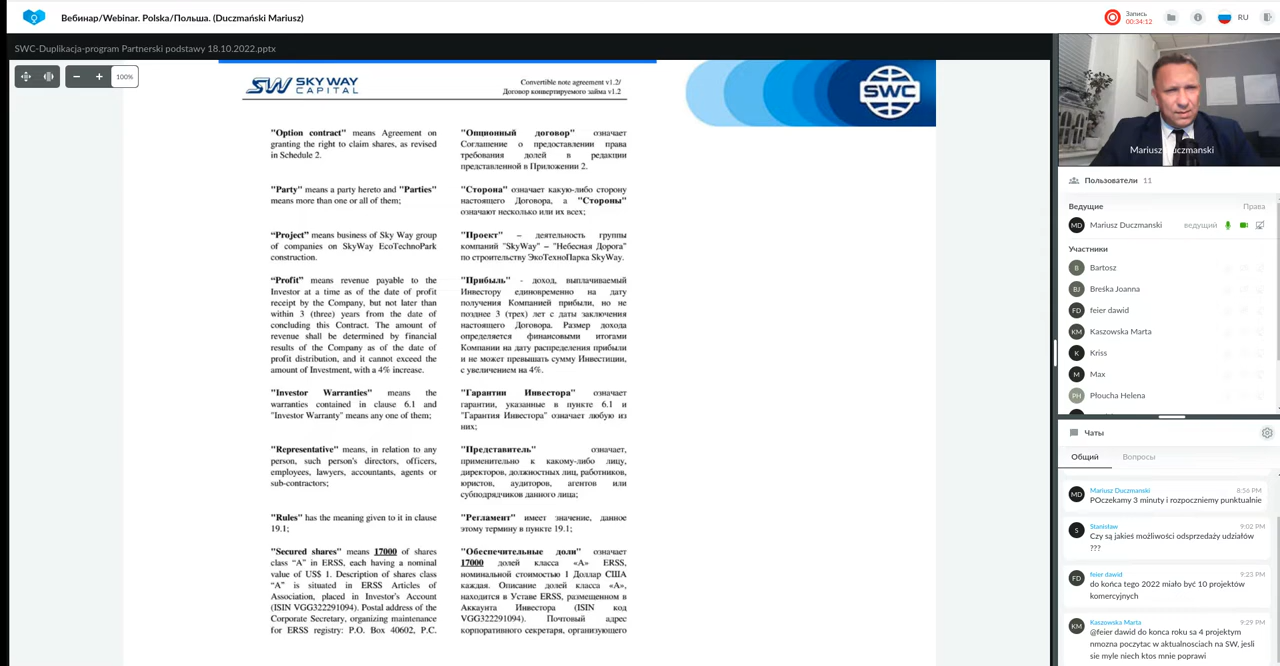 Вебинар/Webinar. Polska/Польша. (Duczmański Mariusz)
Запись
00:34:12
RU
SWC-Duplikacja-program Partnerski podstawy 18.10.2022.pptx
100%
SW SKY WAY
CAPITAL
Convertible note agreement v1.2/
Договор конвертируемого займа v1.2
SWC
"Option contract" means Agreement on
granting the right to claim shares, as revised
in Schedule 2.
"Party" means a party hereto and "Parties"
means more than one or all of them;
"Project" means business of Sky Way group
of companies on SkyWay EcoTechnoPark
construction.
"Profit" means revenue payable to the
Investor at a time as of the date of profit
receipt by the Company, but not later than
within 3 (three) years from the date of
concluding this Contract. The amount of
revenue shall be determined by financial
results of the Company as of the date of
profit distribution, and it cannot exceed the
amount of Investment, with a 4% increase.
"Investor Warranties" means the
warranties contained in clause 6.1 and
"Investor Warranty" means any one of them;
"Representative" means, in relation to any
person, such person's directors, officers,
employees, lawyers, accountants, agents or
sub-contractors;
"Rules" has the meaning given to it in clause
19.1;
"Secured shares" means 17000 of shares
class “A” in ERSS, each having a nominal
value of US$ 1. Description of shares class
“A” is situated in ERSS Articles of
Association, placed in Investor's Account
(ISIN VGG322291094). Postal address of the
Corporate Secretary, organizing maintenance
for ERSS registry: P.O. Box 40602, P.C.
"Опционный договор" означает
Соглашение о предоставлении права
требования долей в редакции
представленной в Приложении 2.
"Сторона" означает какую-либо сторону
настоящего Договора, а "Стороны"
означают несколько или их всех;
"Проект" – деятельность группы
компаний "SkyWay" – "Небесная Дорога"
по строительству ЭкоТехноПарка SkyWay.
"Прибыль" - доход, выплачиваемый
Инвестору единовременно на дату
получения Компанией прибыли, но не
позднее 3 (трех) лет с даты заключения
настоящего Договора. Размер дохода
определяется финансовыми итогами
Компании на дату распределения прибыли
и не может превышать сумму Инвестиции,
с увеличением на 4%.
"Гарантии Инвестора" означает
гарантии, указанные в пункте 6.1 и
"Гарантия Инвестора" означает любую из
них;
"Представитель" означает,
применительно к какому-либо лицу,
директоров, должностных лиц, работников,
юристов, аудиторов, агентов или
субподрядчиков данного лица;
"Регламент" имеет значение, данное
этому термину в пункте 19.1;
"Обеспечительные доли" означает
17000 долей класса «А» ERSS,
номинальной стоимостью 1 Доллар США
каждая. Описание долей класса «А»,
находится в Уставе ERSS, размещенном в
Аккаунта Инвестора (ISIN код
VGG322291094). Почтовый адрес
корпоративного секретаря, организующего
Mariusz Duczmanski
Пользователи 11
Ведущие Права
MD Mariusz Duczmanski ведущий
Участники
B Bartosz
BJ Breśka Joanna
FD feier dawid
KM Kaszowska Marta
K Kriss
M Max
PH Płoucha Helena
Чаты
Общий Вопросы
MD Mariusz Duczmanski 8:56 PM
POczekamy 3 minuty i rozpoczniemy punktualnie
S Stanisław 9:02 PM
Czy są jakieś możliwości odsprzedaży udziałów
???
FD feier dawid 9:23 PM
do końca tego 2022 miało być 10 projektów
komercyjnych
KM Kaszowska Marta 9:29 PM
@feier dawid do konca roku sa 4 projektym
nmozna poczytac w aktualnosciach na SW, jesli
sie myle niech ktos mnie poprawi